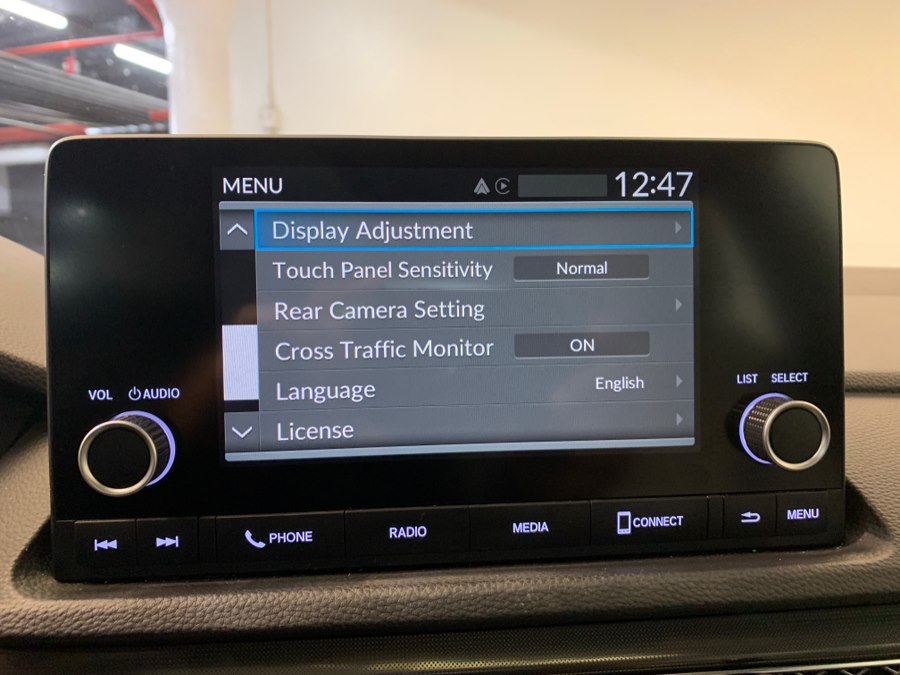 MENU 12:47
Display Adjustment
Touch Panel Sensitivity Normal
Rear Camera Setting
Cross Traffic Monitor ON
Language English
License
VOL AUDIO
LIST SELECT
PHONE RADIO MEDIA CONNECT MENU